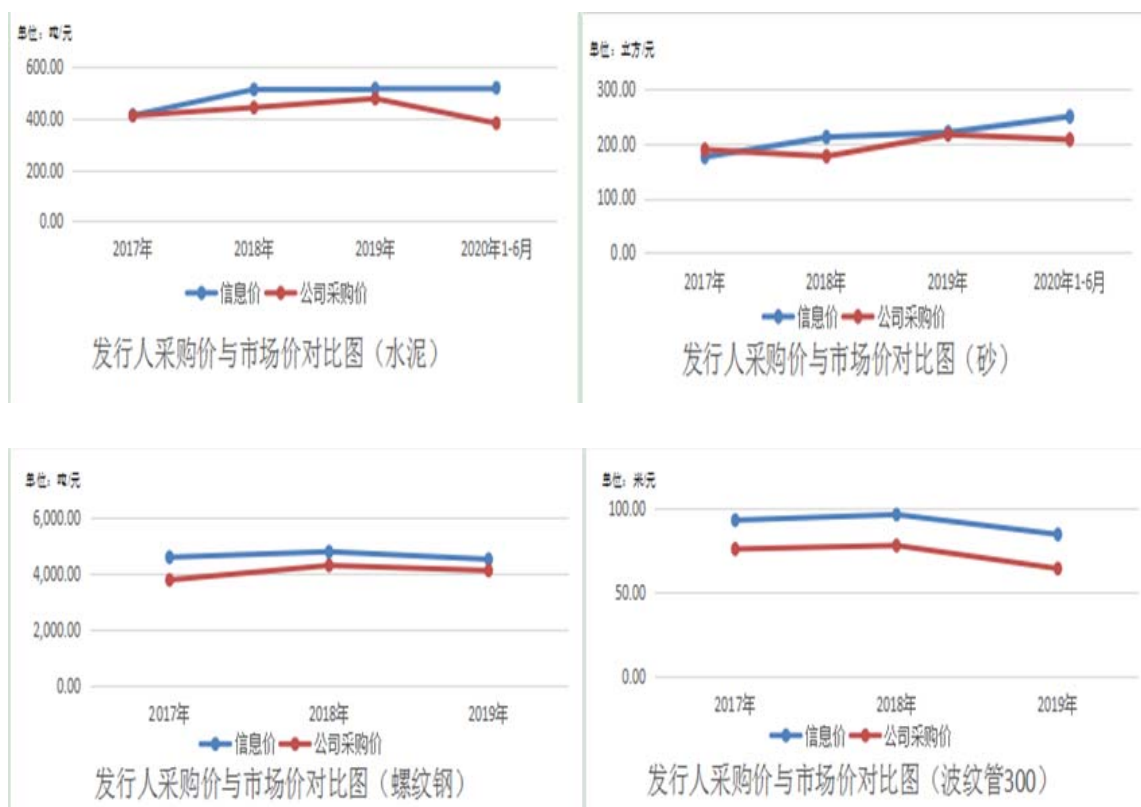 单位：吨/元
600.00
400.00
200.00
0.00
2017年 2018年 2019年 2020年1-6月
信息价 公司采购价
发行人采购价与市场价对比图（水泥）
单位：立方/元
300.00
200.00
100.00
0.00
2017年 2018年 2019年 2020年1-6月
信息价 公司采购价
发行人采购价与市场价对比图（砂）
单位：吨/元
6,000.00
4,000.00
2,000.00
0.00
2017年 2018年 2019年
信息价 公司采购价
发行人采购价与市场价对比图（螺纹钢）
单位：米/元
100.00
50.00
0.00
2017年 2018年 2019年
信息价 公司采购价
发行人采购价与市场价对比图（波纹管300）